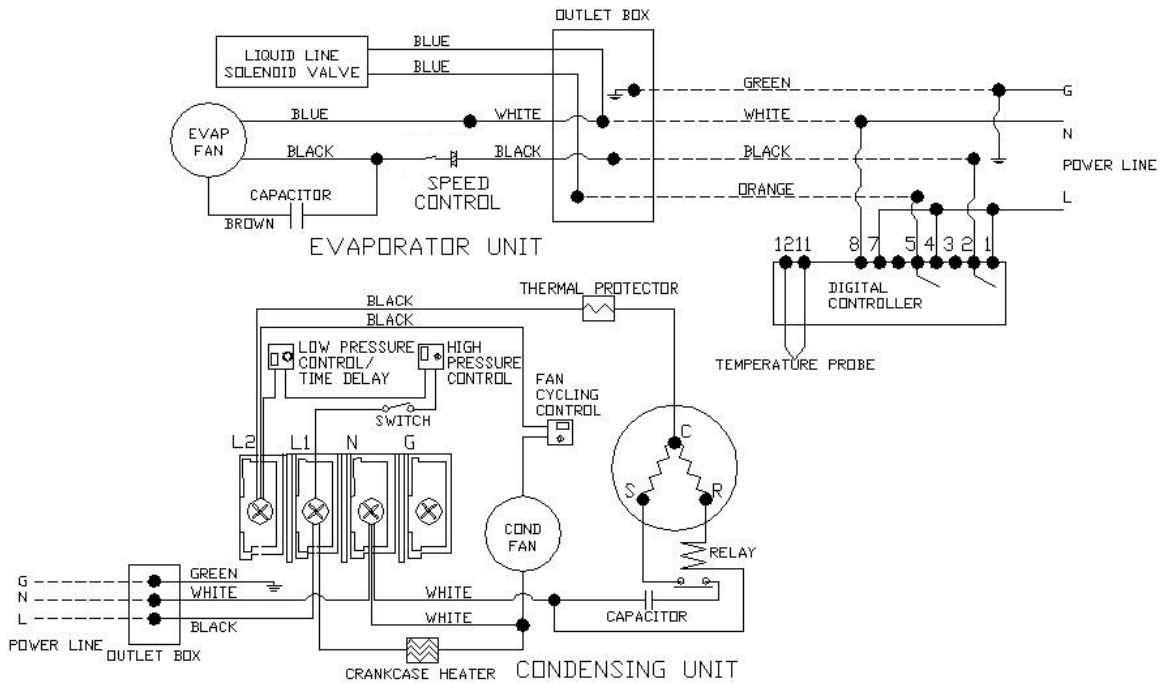 OUTLET BOX
BLUE
LIQUID LINE
SOLENOID VALVE
BLUE
GREEN
G
BLUE
WHITE
WHITE
N
EVAP
FAN
BLACK
BLACK
BLACK
POWER LINE
SPEED
CONTROL
CAPACITOR
ORANGE
L
BROWN
EVAPORATOR UNIT
1211 8 7 5 4 3 2 1
DIGITAL
CONTROLLER
TEMPERATURE PROBE
THERMAL PROTECTOR
BLACK
BLACK
LOW PRESSURE
CONTROL/
TIME DELAY
HIGH
PRESSURE
CONTROL
FAN
CYCLING
CONTROL
SWITCH
L2 L1 N G
C
S R
COND
FAN
RELAY
G
GREEN
N
WHITE
WHITE
CAPACITOR
L
BLACK
WHITE
POWER LINE
OUTLET BOX
CRANKCASE HEATER
CONDENSING UNIT